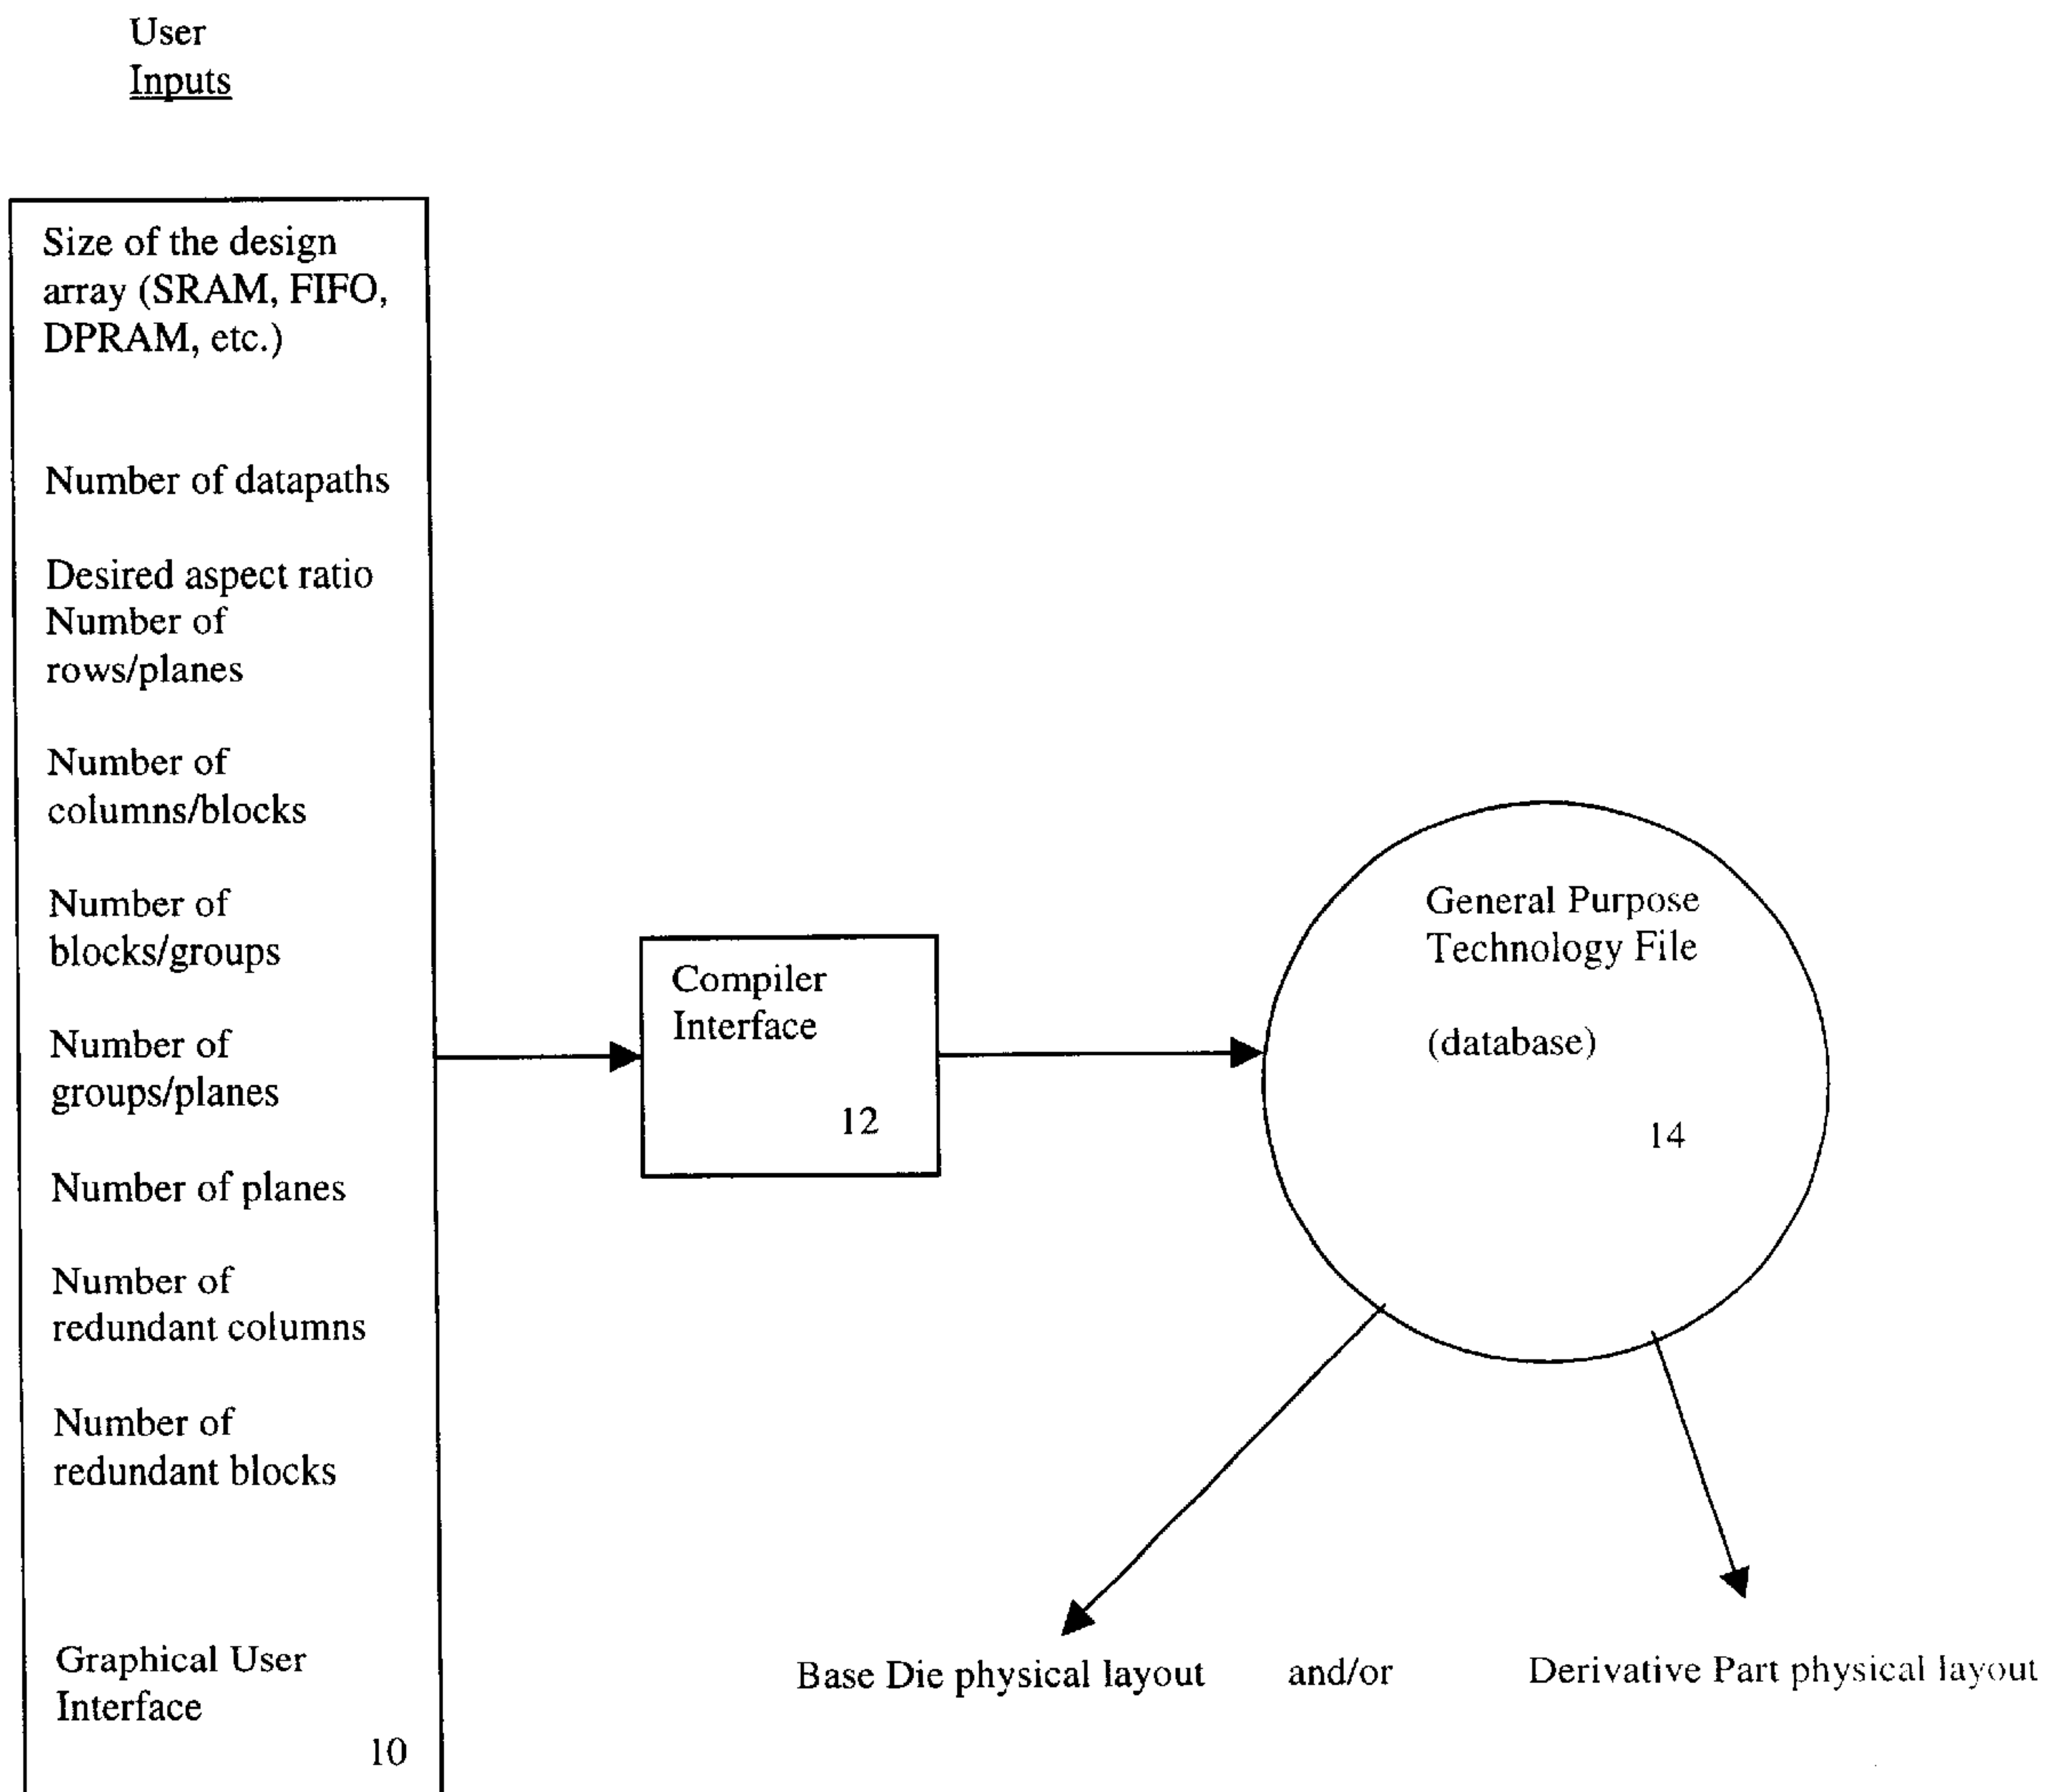 User
Inputs
Size of the design
array (SRAM, FIFO,
DPRAM, etc.)
Number of datapaths
Desired aspect ratio
Number of
rows/planes
Number of
columns/blocks
Number of
blocks/groups
Number of
groups/planes
Number of planes
Number of
redundant columns
Number of
redundant blocks
Graphical User
Interface
10
Compiler
Interface
12
General Purpose
Technology File
(database)
14
Base Die physical layout and/or Derivative Part physical layout